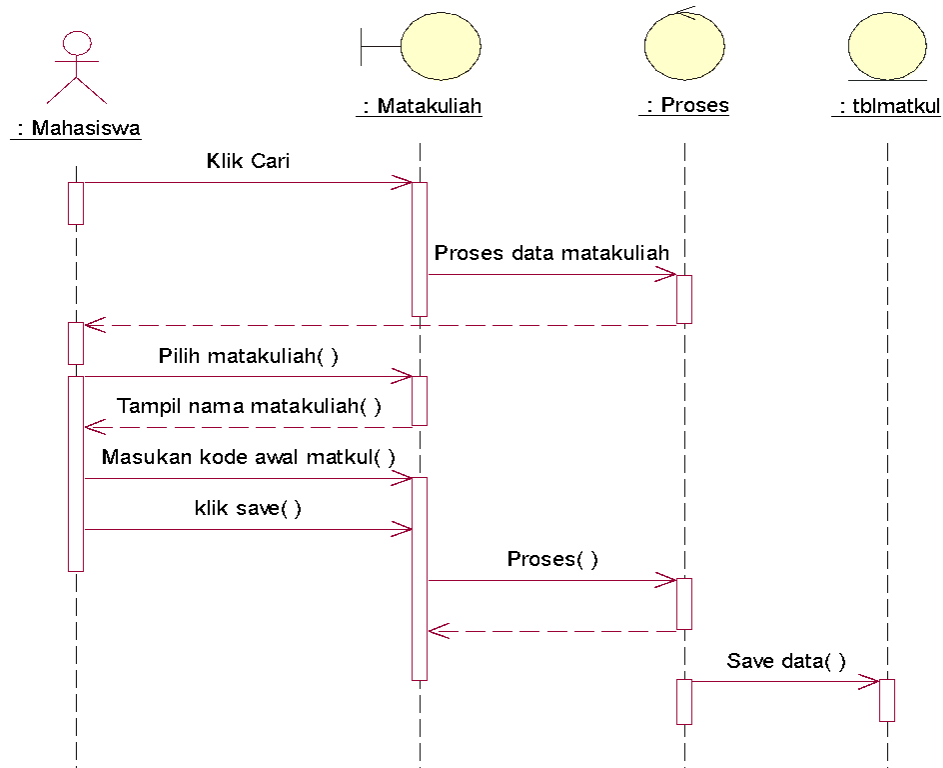 : Mahasiswa
: Matakuliah
: Proses
: tblmatkul
Klik Cari
Proses data matakuliah
Pilih matakuliah( )
Tampil nama matakuliah( )
Masukan kode awal matkul( )
klik save( )
Proses( )
Save data( )